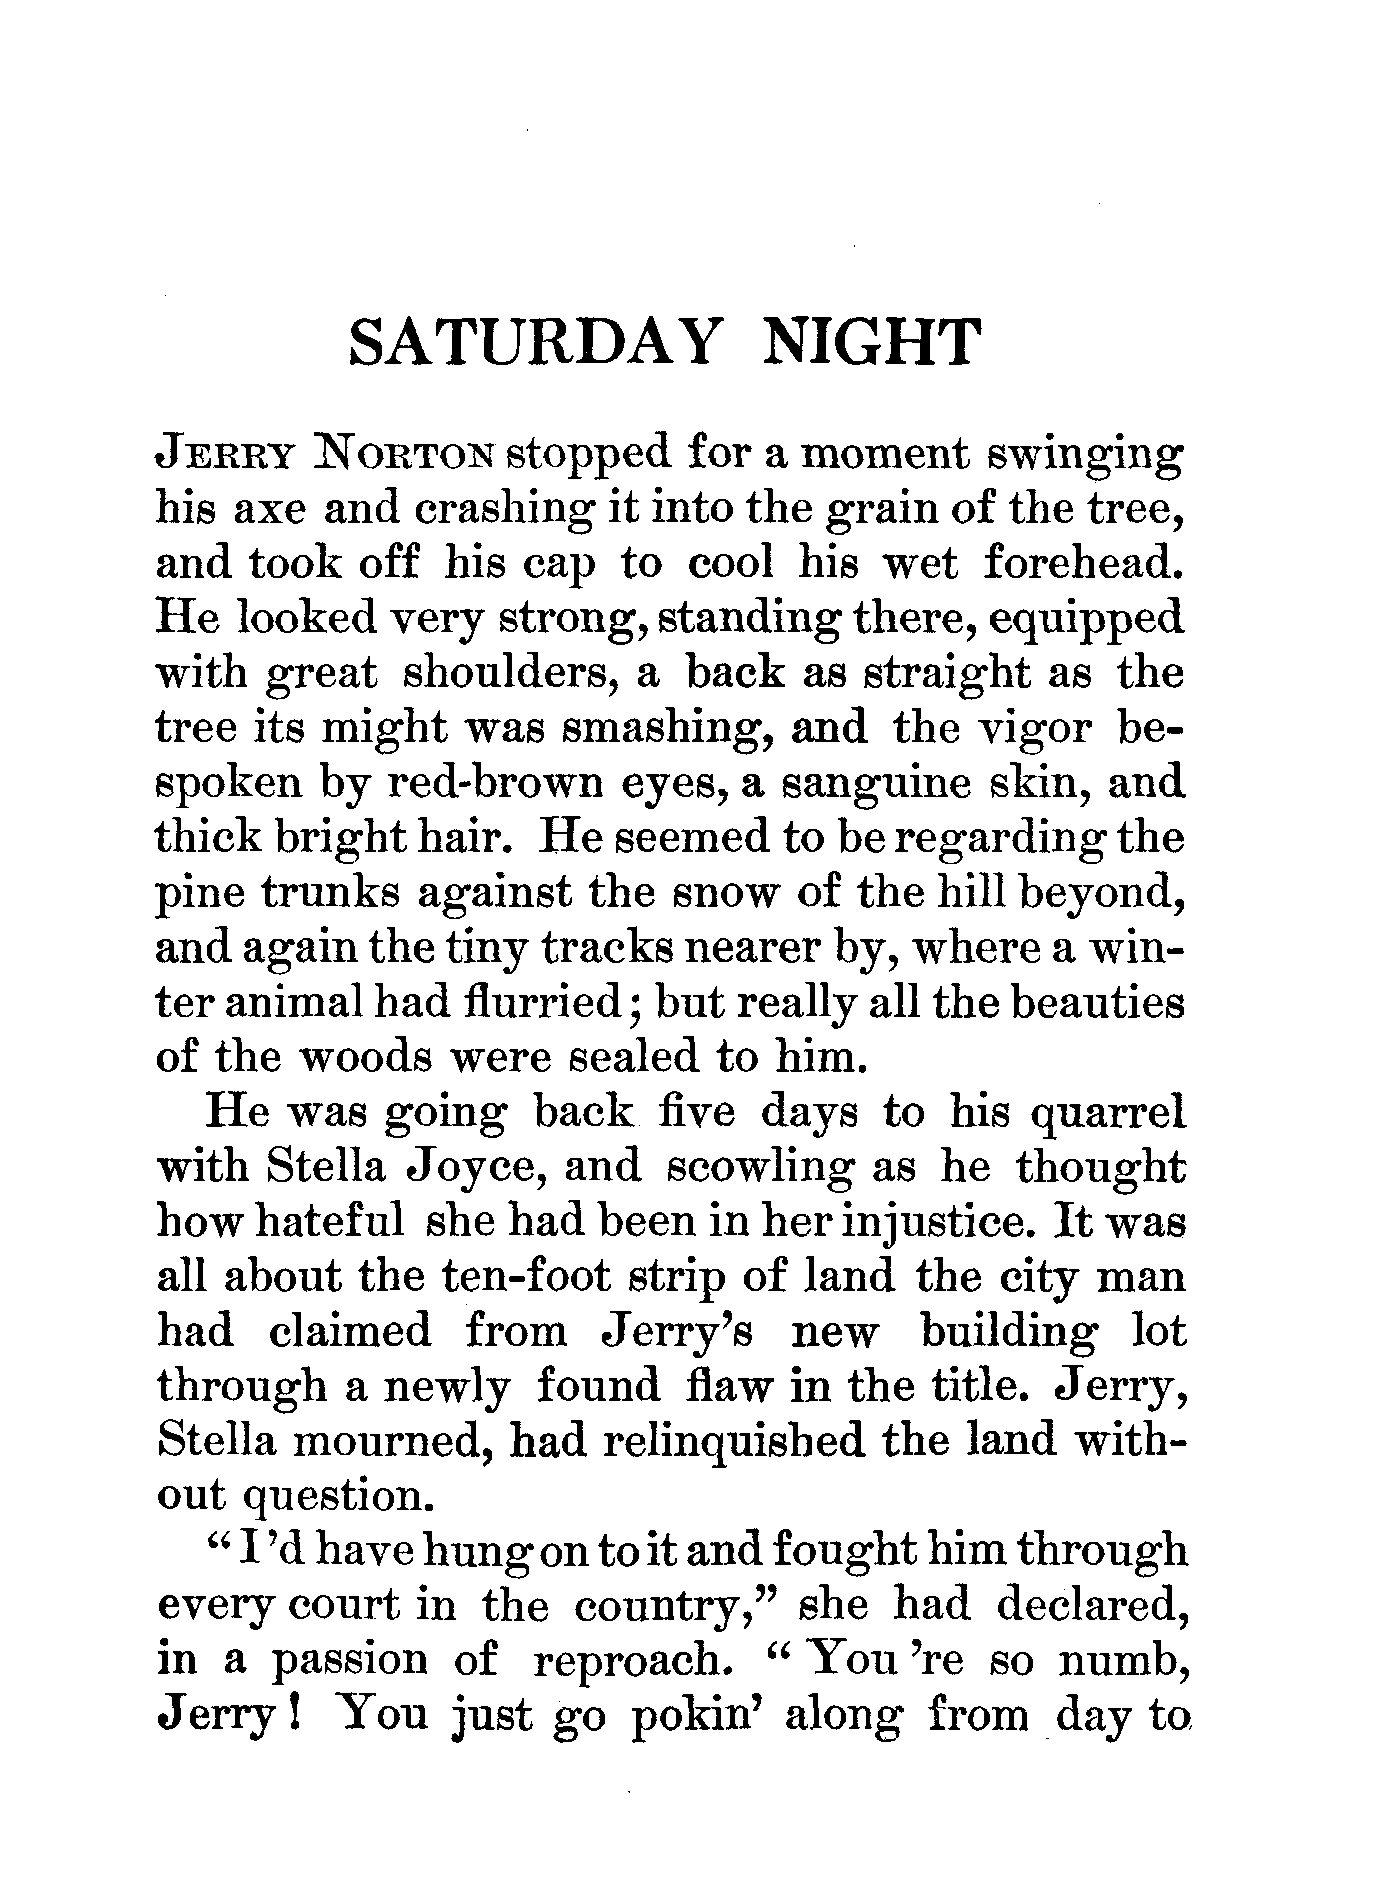 SATURDAY NIGHT
JERRY NORTON stopped for a moment swinging
his axe and crashing it into the grain of the tree,
and took off his cap to cool his wet forehead.
He looked very strong, standing there, equipped
with great shoulders, a back as straight as the
tree its might was smashing, and the vigor be-
spoken by red-brown eyes, a sanguine skin, and
thick bright hair. He seemed to be regarding the
pine trunks against the snow of the hill beyond,
and again the tiny tracks nearer by, where a win-
ter animal had flurried; but really all the beauties
of the woods were sealed to him.
He was going back five days to his quarrel
with Stella Joyce, and scowling as he thought
how hateful she had been in her injustice. It was
all about the ten-foot strip of land the city man
had claimed from Jerry's new building lot
through a newly found flaw in the title. Jerry,
Stella mourned, had relinquished the land with-
out question.
"I'd have hung on to it and fought him through
every court in the country," she had declared,
in a passion of reproach. "You're so numb,
Jerry! You just go pokin' along from day to